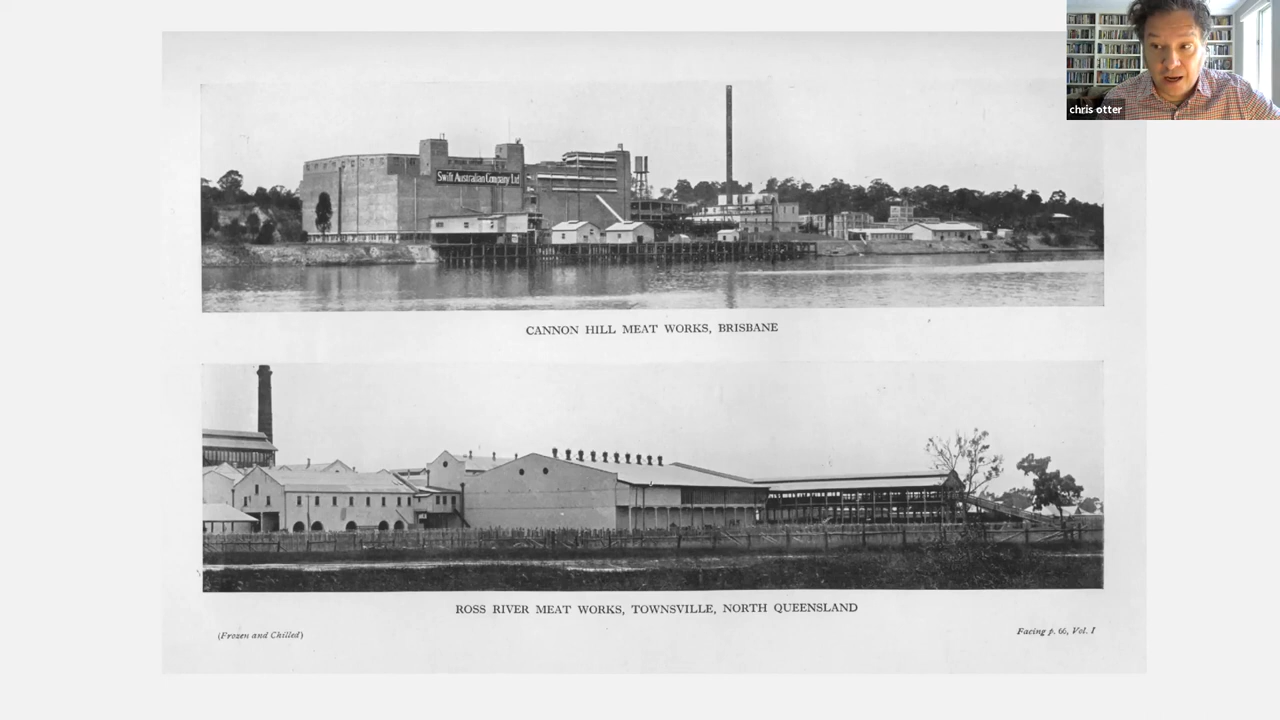 chris otter
Swift Australian Company Ltd
CANNON HILL MEAT WORKS, BRISBANE
ROSS RIVER MEAT WORKS, TOWNSVILLE, NORTH QUEENSLAND
(Frozen and Chilled)
Facing p. 66, Vol. I